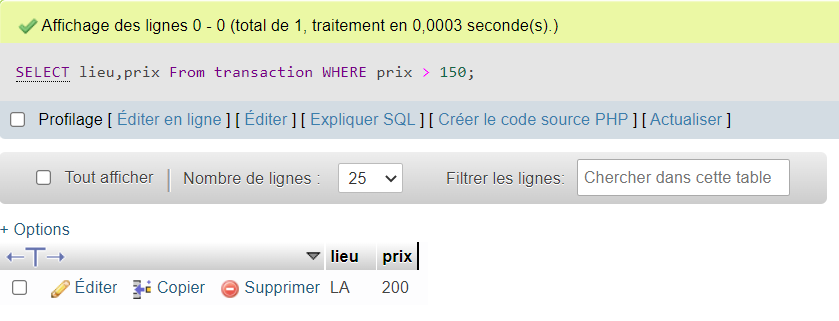 Affichage des lignes 0 - 0 (total de 1, traitement en 0,0003 seconde(s).)
SELECT lieu,prix From transaction WHERE prix > 150;
Profilage [ Éditer en ligne ] [ Éditer ] [ Expliquer SQL ] [ Créer le code source PHP ] [ Actualiser ]
Tout afficher | Nombre de lignes : 25 Filtrer les lignes: Chercher dans cette table
+ Options
←T→ lieu prix
Éditer Copier Supprimer LA 200